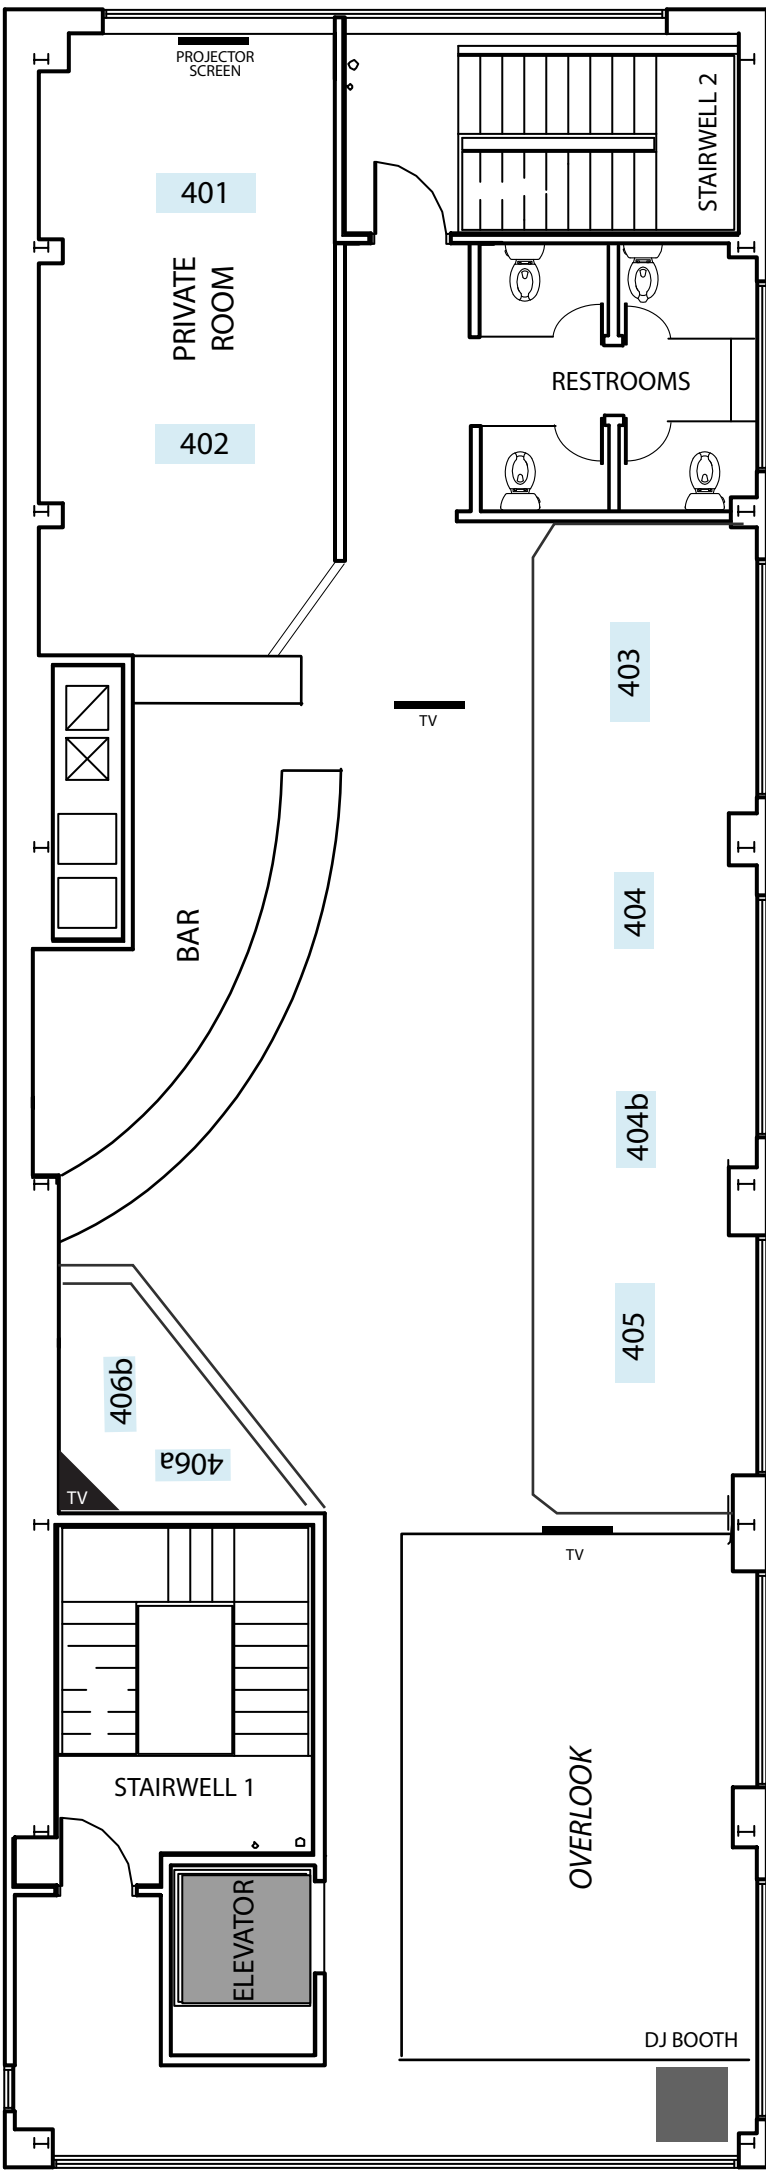 PROJECTOR
SCREEN
STAIRWELL 2
401
PRIVATE
ROOM
RESTROOMS
402
403
TV
404
BAR
404b
405
406b
406a
TV
TV
STAIRWELL 1
OVERLOOK
ELEVATOR
DJ BOOTH